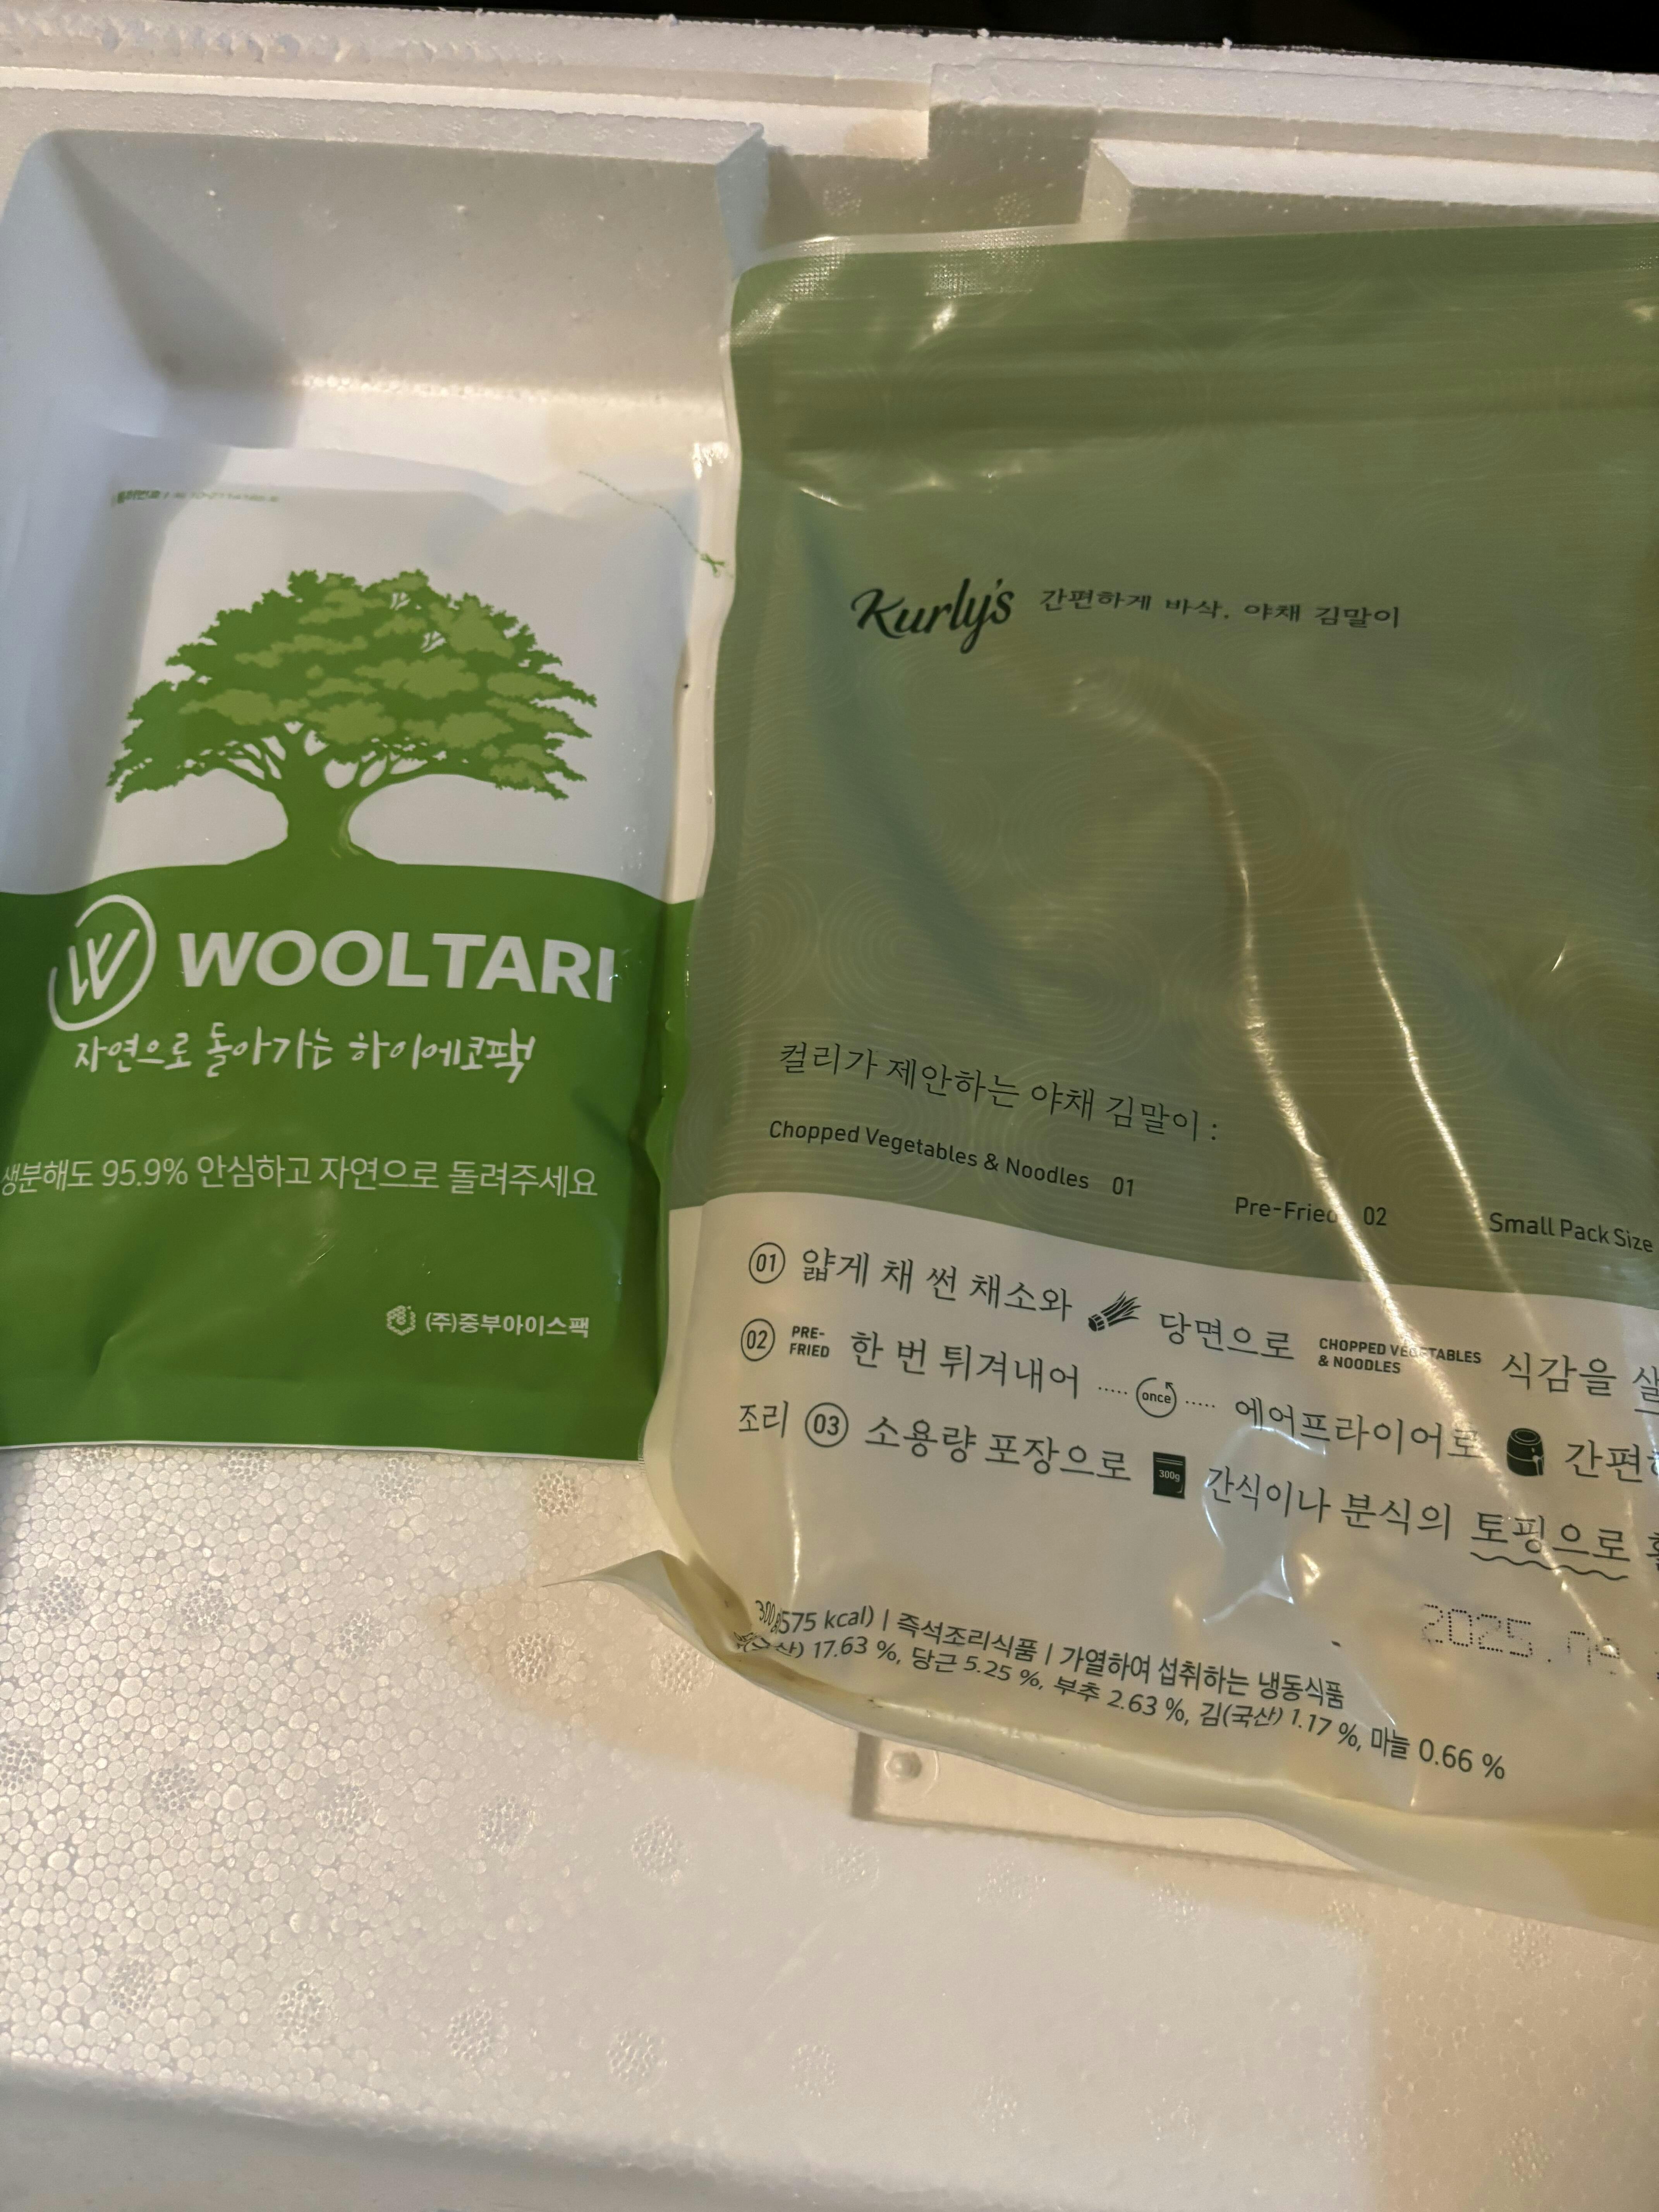 WOOLTARI
자연으로 돌아가는 하이에코팩
생분해도 95.9% 안심하고 자연으로 돌려주세요
(주)중부아이스팩
Kurly's 간편하게 바삭. 야채 김말이
컬리가 제안하는 야채 김말이 :
Chopped Vegetables & Noodles 01 Pre-Fried 02 Small Pack Size
01 얇게 채 썬 채소와 당면으로 CHOPPED VEGETABLES & NOODLES 식감을
02 PRE-FRIED 한 번 튀겨내어 once 에어프라이어로
조리 03 소용량 포장으로 300g 간식이나 분식의 토핑으로
2025.
300g(575 kcal) | 즉석조리식품 | 가열하여 섭취하는 냉동식품
17.63 %, 당근 5.25 %, 부추 2.63 %, 김(국산) 1.17 %, 마늘 0.66 %